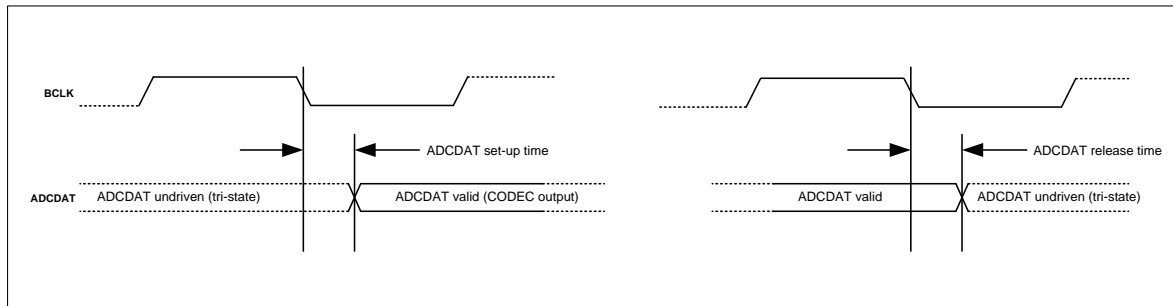 BCLK
ADCDAT set-up time
ADCDAT release time
ADCDAT
ADCDAT undriven (tri-state)
ADCDAT valid (CODEC output)
ADCDAT valid
ADCDAT undriven (tri-state)